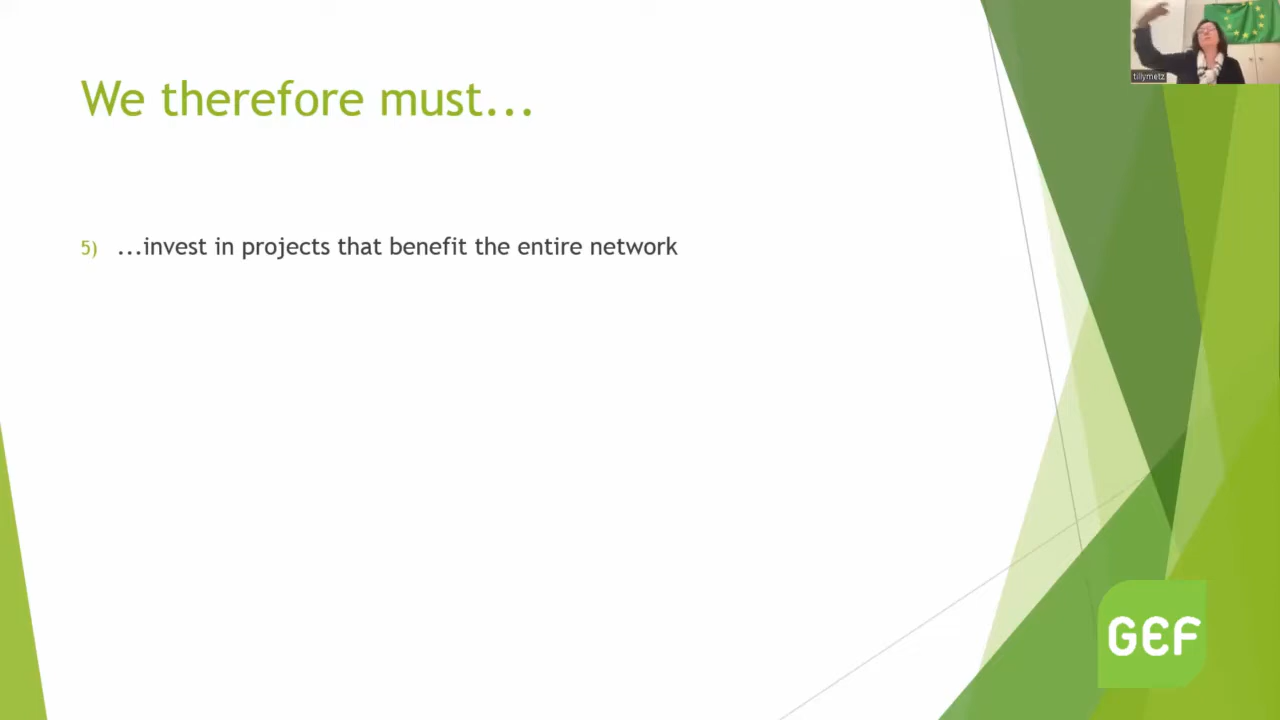 tillymetz
We therefore must...
5) ...invest in projects that benefit the entire network
GEF